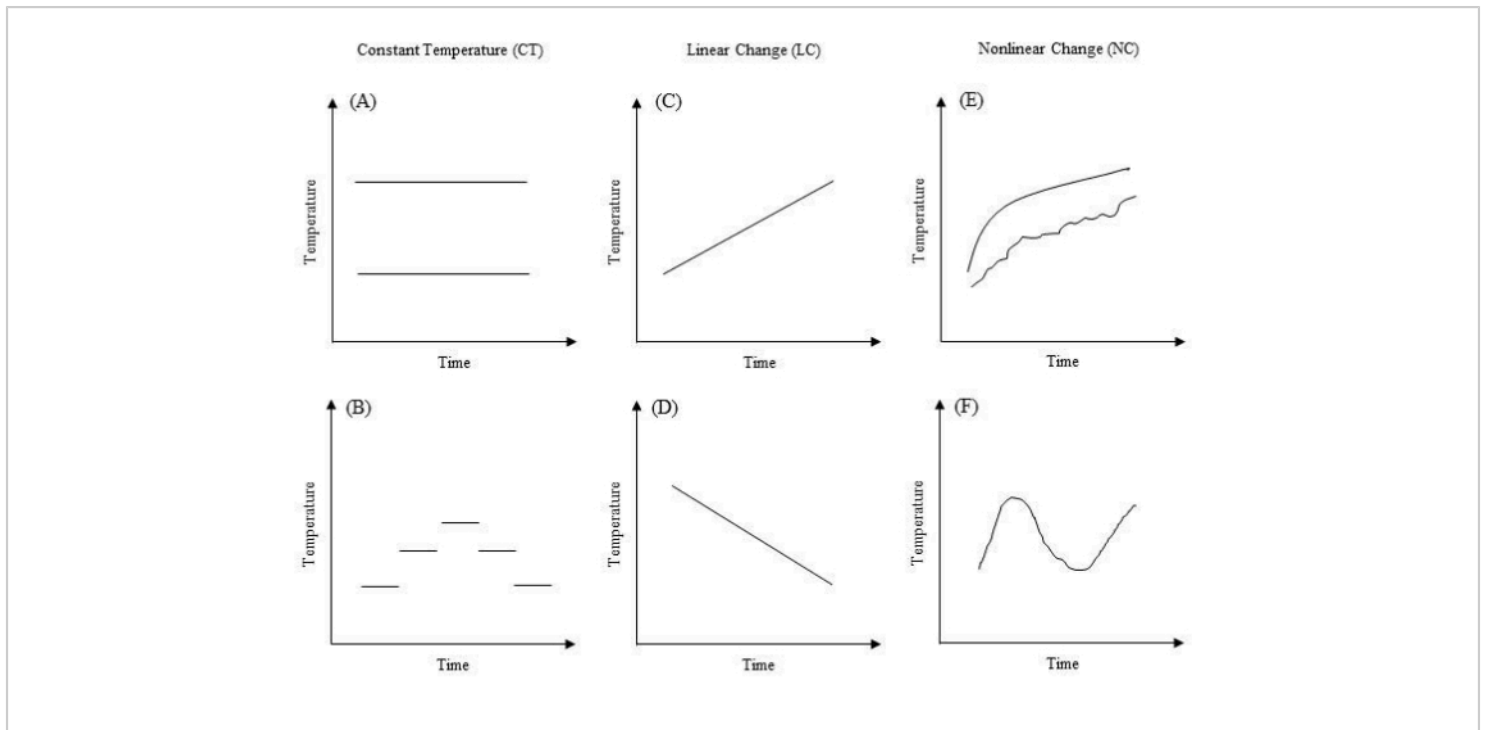 Constant Temperature (CT)
Linear Change (LC)
Nonlinear Change (NC)
(A)
(C)
(E)
Temperature
Temperature
Temperature
Time
Time
Time
(B)
(D)
(F)
Temperature
Temperature
Temperature
Time
Time
Time